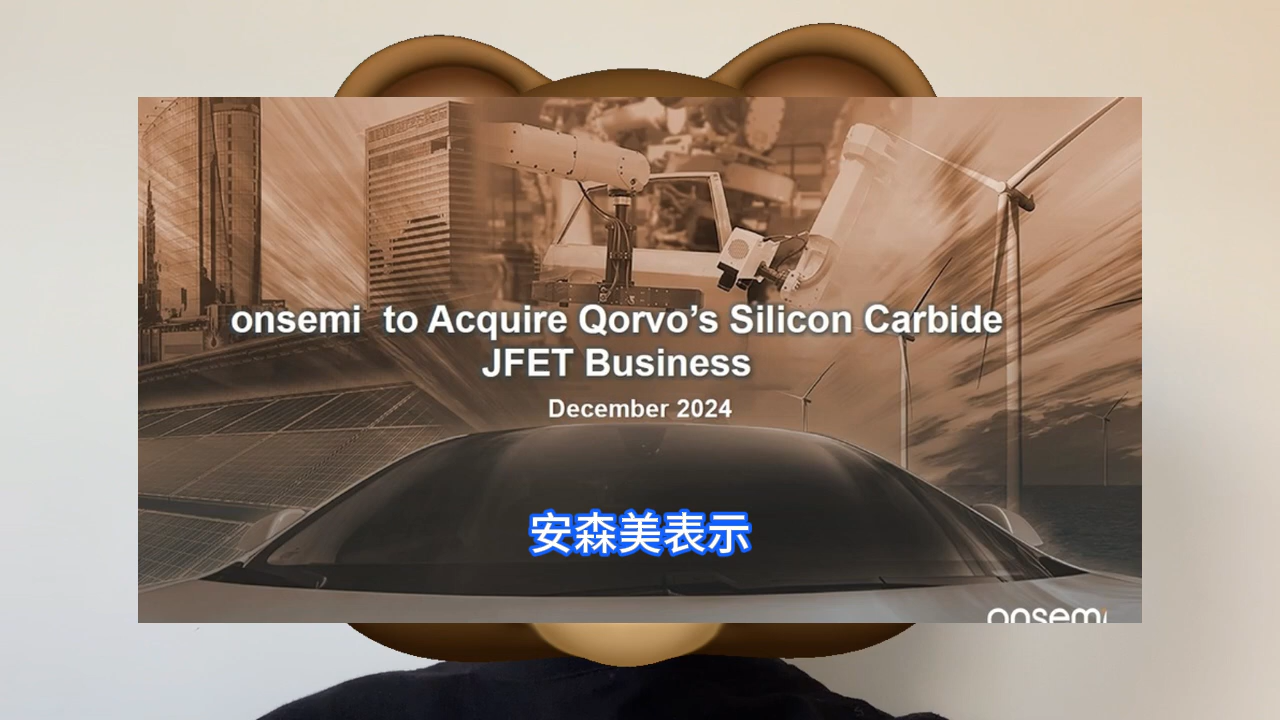 onsemi to Acquire Qorvo's Silicon Carbide
JFET Business
December 2024
安森美表示
onsemi